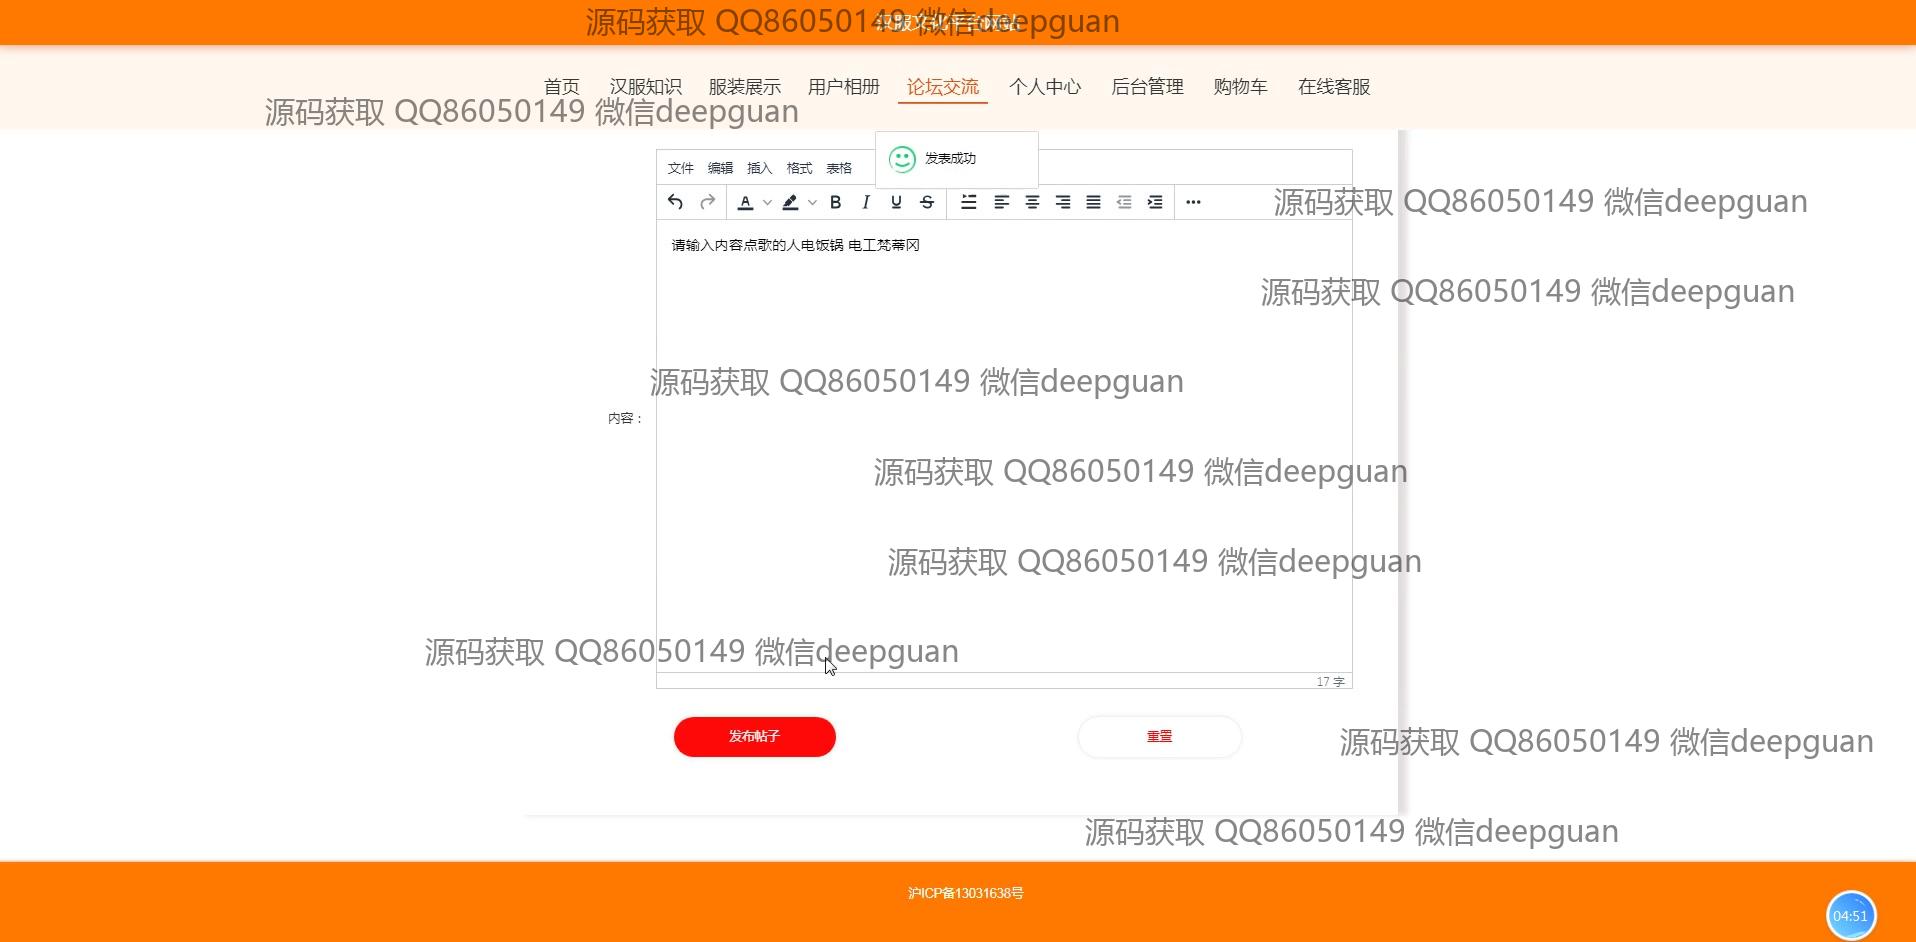 源码获取 QQ86050149 微信deepguan
汉服文化平台网站
首页 汉服知识 服装展示 用户相册 论坛交流 个人中心 后台管理 购物车 在线客服
源码获取 QQ86050149 微信deepguan
发表成功
文件 编辑 插入 格式 表格
源码获取 QQ86050149 微信deepguan
请输入内容点歌的人电饭锅 电工梵蒂冈
源码获取 QQ86050149 微信deepguan
源码获取 QQ86050149 微信deepguan
内容：
源码获取 QQ86050149 微信deepguan
源码获取 QQ86050149 微信deepguan
源码获取 QQ86050149 微信deepguan
17 字
发布帖子 重置
源码获取 QQ86050149 微信deepguan
源码获取 QQ86050149 微信deepguan
沪ICP备13031638号
04:51